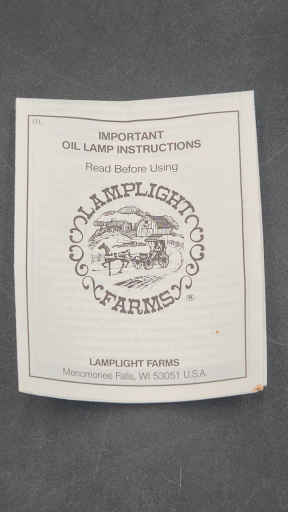 IMPORTANT
OIL LAMP INSTRUCTIONS
Read Before Using
LAMPLIGHT
FARMS
®
LAMPLIGHT FARMS
Menomonee Falls, WI 53051 U.S.A.